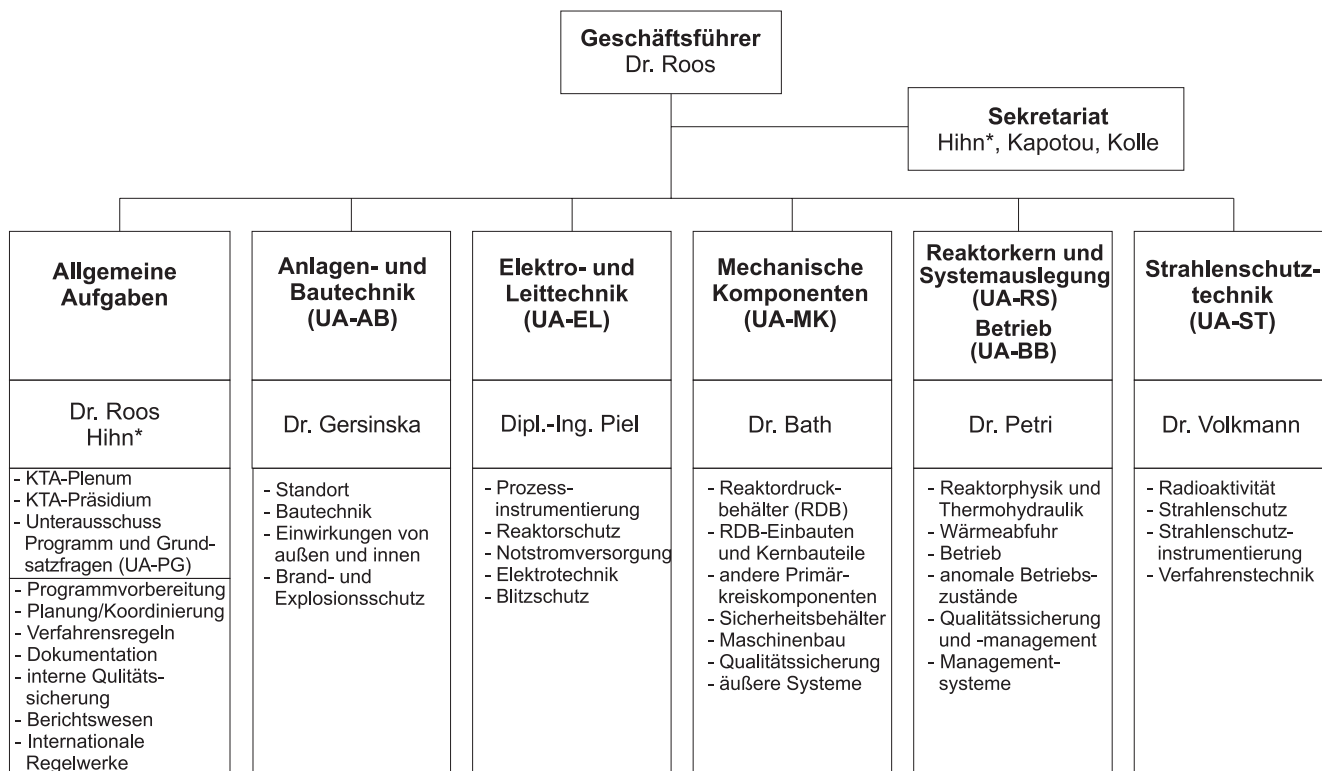 Geschäftsführer
Dr. Roos
Sekretariat
Hihn*, Kapotou, Kolle
Allgemeine
Aufgaben
Dr. Roos
Hihn*
- KTA-Plenum
- KTA-Präsidium
- Unterausschuss
Programm und Grund-
satzfragen (UA-PG)
- Programmvorbereitung
- Planung/Koordinierung
- Verfahrensregeln
- Dokumentation
- interne Qulitäts-
sicherung
- Berichtswesen
- Internationale
Regelwerke
Anlagen- und
Bautechnik
(UA-AB)
Dr. Gersinska
- Standort
- Bautechnik
- Einwirkungen von
außen und innen
- Brand- und
Explosionsschutz
Elektro- und
Leittechnik
(UA-EL)
Dipl.-Ing. Piel
- Prozess-
instrumentierung
- Reaktorschutz
- Notstromversorgung
- Elektrotechnik
- Blitzschutz
Mechanische
Komponenten
(UA-MK)
Dr. Bath
- Reaktordruck-
behälter (RDB)
- RDB-Einbauten
und Kernbauteile
- andere Primär-
kreiskomponenten
- Sicherheitsbehälter
- Maschinenbau
- Qualitätssicherung
- äußere Systeme
Reaktorkern und
Systemauslegung
(UA-RS)
Betrieb
(UA-BB)
Dr. Petri
- Reaktorphysik und
Thermohydraulik
- Wärmeabfuhr
- Betrieb
- anomale Betriebs-
zustände
- Qualitätssicherung
und -management
- Management-
systeme
Strahlenschutz-
technik
(UA-ST)
Dr. Volkmann
- Radioaktivität
- Strahlenschutz
- Strahlenschutz-
instrumentierung
- Verfahrenstechnik